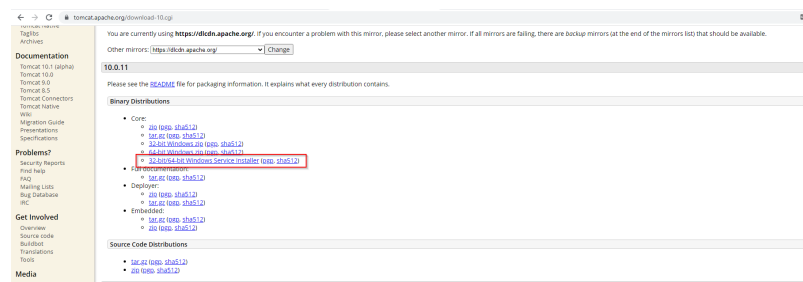 tomcat.apache.org/download-10.cgi
Tomcat Native
Taglibs
Archives
Documentation
Tomcat 10.1 (alpha)
Tomcat 10.0
Tomcat 9.0
Tomcat 8.5
Tomcat Connectors
Tomcat Native
Wiki
Migration Guide
Presentations
Specifications
Problems?
Security Reports
Find help
FAQ
Mailing Lists
Bug Database
IRC
Get Involved
Overview
Source code
Buildbot
Translations
Tools
Media
You are currently using https://dlcdn.apache.org/. If you encounter a problem with this mirror, please select another mirror. If all mirrors are failing, there are backup mirrors (at the end of the mirrors list) that should be available.
Other mirrors: https://dlcdn.apache.org/ Change
10.0.11
Please see the README file for packaging information. It explains what every distribution contains.
Binary Distributions
Core:
zip (pgp, sha512)
tar.gz (pgp, sha512)
32-bit Windows zip (pgp, sha512)
64-bit Windows zip (pgp, sha512)
32-bit/64-bit Windows Service Installer (pgp, sha512)
Full documentation:
tar.gz (pgp, sha512)
Deployer:
zip (pgp, sha512)
tar.gz (pgp, sha512)
Embedded:
tar.gz (pgp, sha512)
zip (pgp, sha512)
Source Code Distributions
tar.gz (pgp, sha512)
zip (pgp, sha512)